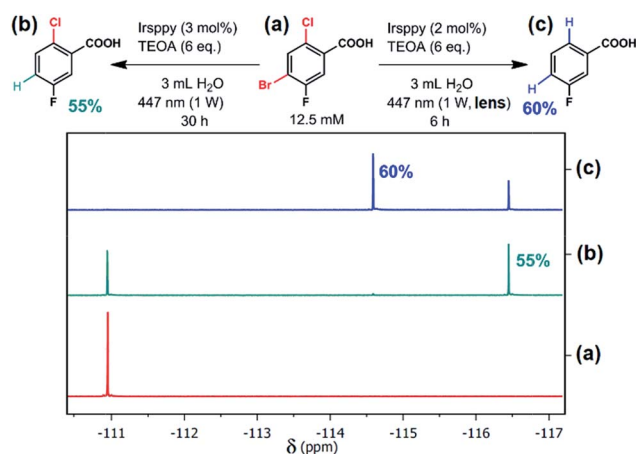 (b)
Cl
COOH
H
F
55%
Irsppy (3 mol%)
TEOA (6 eq.)
3 mL H₂O
447 nm (1 W)
30 h
(a)
Cl
COOH
Br
F
12.5 mM
Irsppy (2 mol%)
TEOA (6 eq.)
3 mL H₂O
447 nm (1 W, lens)
6 h
(c)
H
COOH
H
F
60%
60%
(c)
55%
(b)
(a)
-111 -112 -113 -114 -115 -116 -117
δ (ppm)